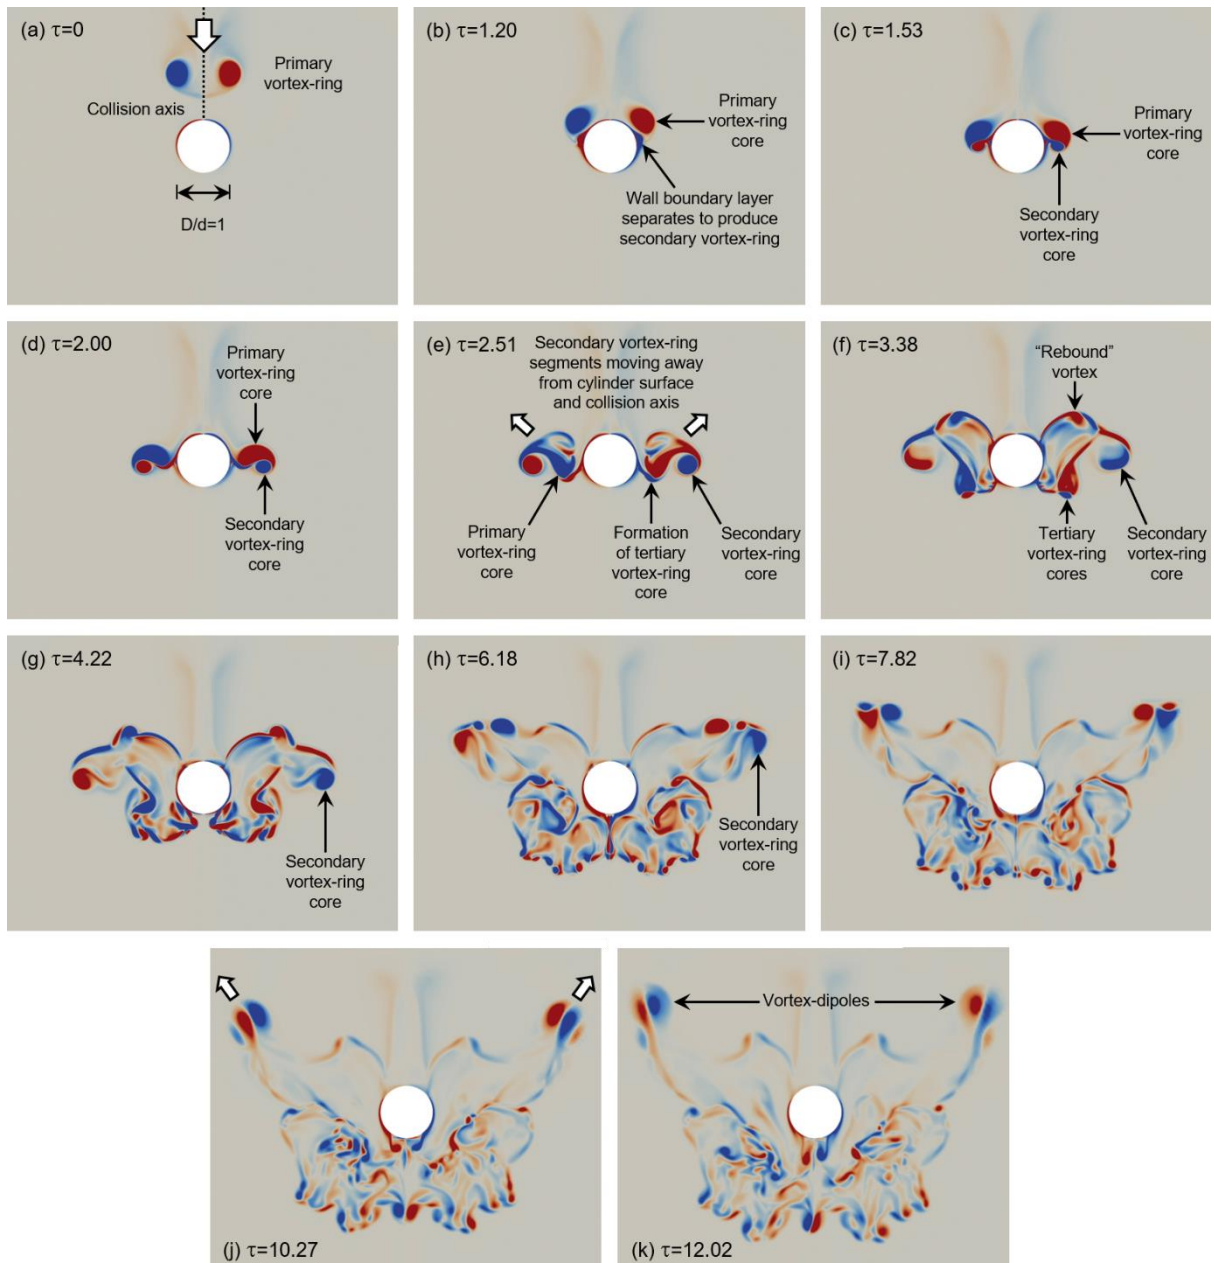 (a) τ=0
Primary
vortex-ring
Collision axis
D/d=1
(b) τ=1.20
Primary
vortex-ring
core
Wall boundary layer
separates to produce
secondary vortex-ring
(c) τ=1.53
Primary
vortex-ring
core
Secondary
vortex-ring
core
(d) τ=2.00
Primary
vortex-ring
core
Secondary
vortex-ring
core
(e) τ=2.51
Secondary vortex-ring
segments moving away
from cylinder surface
and collision axis
Primary
vortex-ring
core
Formation
of tertiary
vortex-ring
core
Secondary
vortex-ring
core
(f) τ=3.38
“Rebound”
vortex
Tertiary
vortex-ring
cores
Secondary
vortex-ring
core
(g) τ=4.22
Secondary
vortex-ring
core
(h) τ=6.18
Secondary
vortex-ring
core
(i) τ=7.82
(j) τ=10.27
Vortex-dipoles
(k) τ=12.02